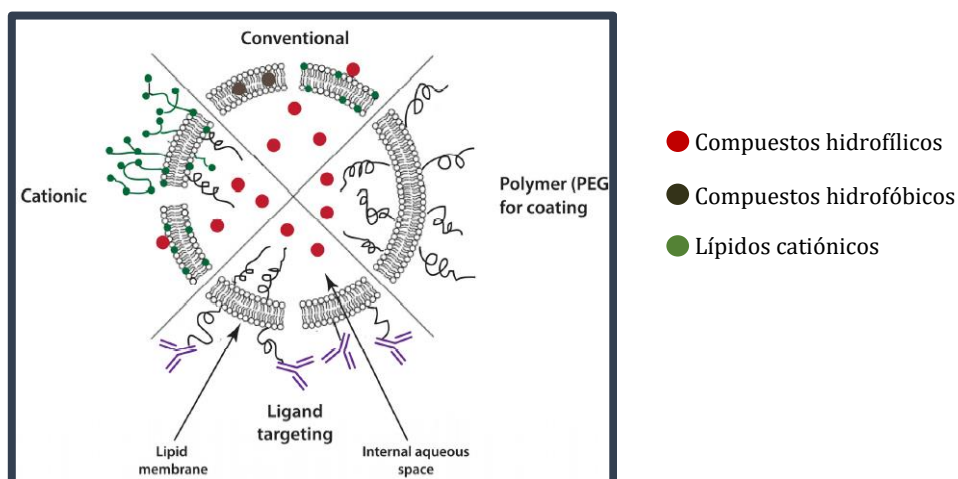 Conventional
Cationic
Polymer (PEG
for coating
Ligand
targeting
Lipid
membrane
Internal aqueous
space
Compuestos hidrofílicos
Compuestos hidrofóbicos
Lípidos catiónicos